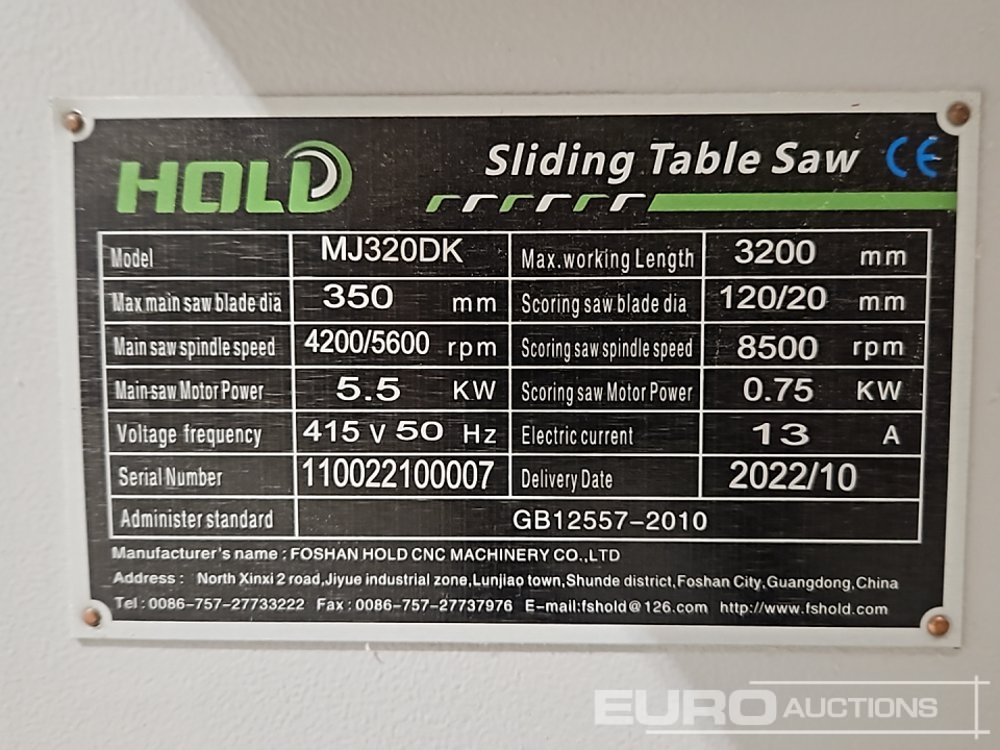 HOLD Sliding Table Saw CE
Model MJ320DK Max.working Length 3200 mm
Max main saw blade dia 350 mm Scoring saw blade dia 120/20 mm
Main saw spindle speed 4200/5600 rpm Scoring saw spindle speed 8500 rpm
Main-saw Motor Power 5.5 KW Scoring saw Motor Power 0.75 KW
Voltage frequency 415 V 50 Hz Electric current 13 A
Serial Number 110022100007 Delivery Date 2022/10
Administer standard GB12557-2010
Manufacturer's name : FOSHAN HOLD CNC MACHINERY CO.,LTD
Address : North Xinxi 2 road,Jiyue industrial zone,Lunjiao town,Shunde district,Foshan City,Guangdong,China
Tel : 0086-757-27733222 Fax : 0086-757-27737976 E-mail:fshold@126.com http://www.fshold.com
EURO AUCTIONS